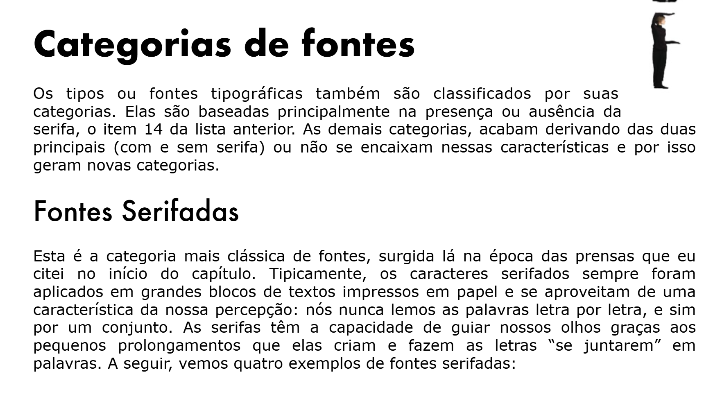 Categorias de fontes
Os tipos ou fontes tipográficas também são classificados por suas
categorias. Elas são baseadas principalmente na presença ou ausência da
serifa, o item 14 da lista anterior. As demais categorias, acabam derivando das duas
principais (com e sem serifa) ou não se encaixam nessas características e por isso
geram novas categorias.
Fontes Serifadas
Esta é a categoria mais clássica de fontes, surgida lá na época das prensas que eu
citei no início do capítulo. Tipicamente, os caracteres serifados sempre foram
aplicados em grandes blocos de textos impressos em papel e se aproveitam de uma
característica da nossa percepção: nós nunca lemos as palavras letra por letra, e sim
por um conjunto. As serifas têm a capacidade de guiar nossos olhos graças aos
pequenos prolongamentos que elas criam e fazem as letras “se juntarem” em
palavras. A seguir, vemos quatro exemplos de fontes serifadas: